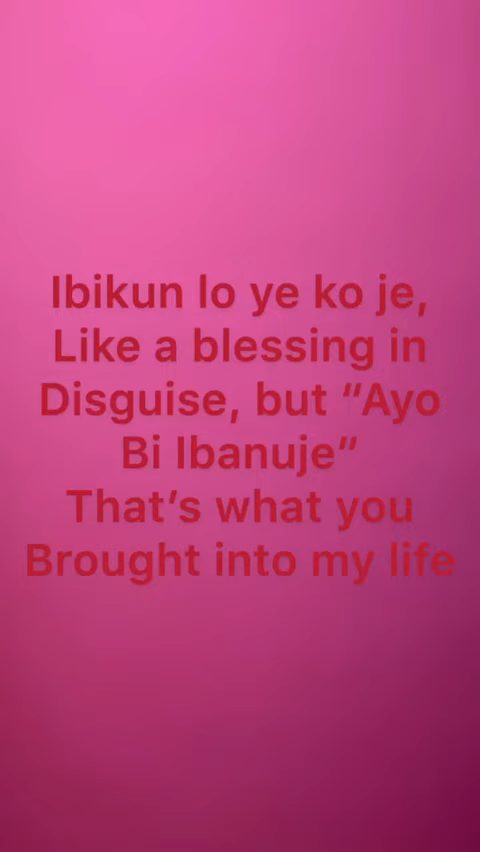 Ibikun lo ye ko je,
Like a blessing in
Disguise, but “Ayo
Bi Ibanuje”
That’s what you
Brought into my life